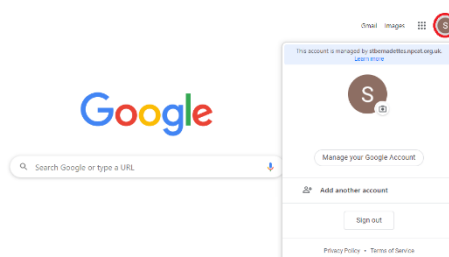 Gmail Images
S
This account is managed by stbernadettes.npcat.org.uk.
Learn more
S
Google
Search Google or type a URL
Manage your Google Account
Add another account
Sign out
Privacy Policy • Terms of Service